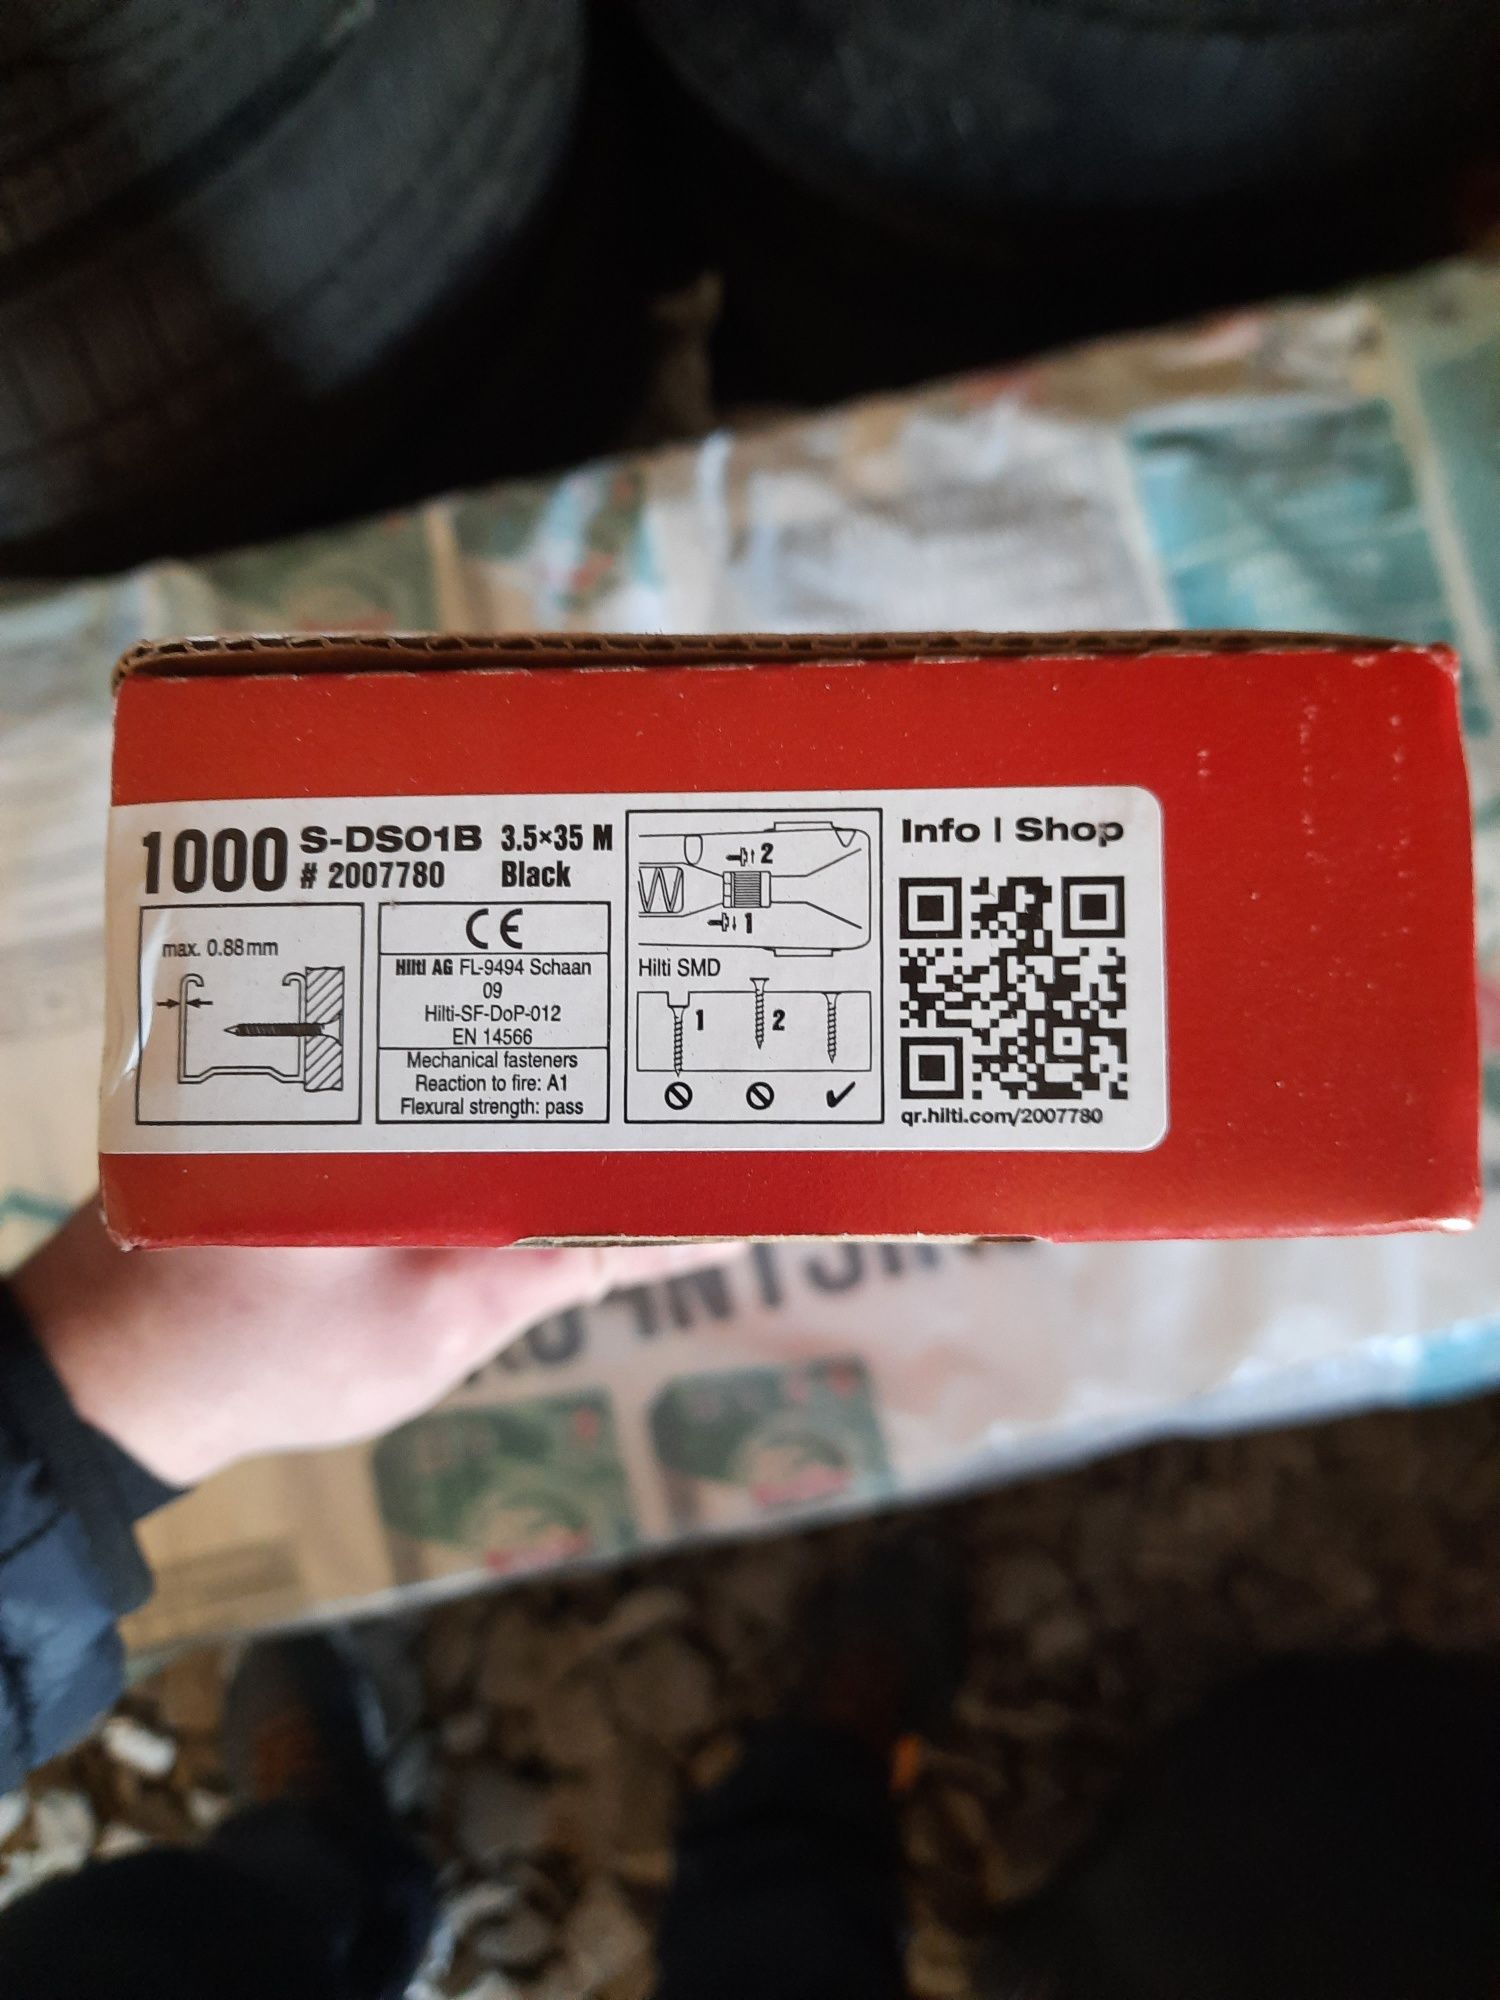 1000 S-DS01B 3.5×35 M
# 2007780 Black
max. 0.88 mm
CE
Hilti AG FL-9494 Schaan
09
Hilti-SF-DoP-012
EN 14566
Mechanical fasteners
Reaction to fire: A1
Flexural strength: pass
2
1
Hilti SMD
1 2
Info | Shop
qr.hilti.com/2007780